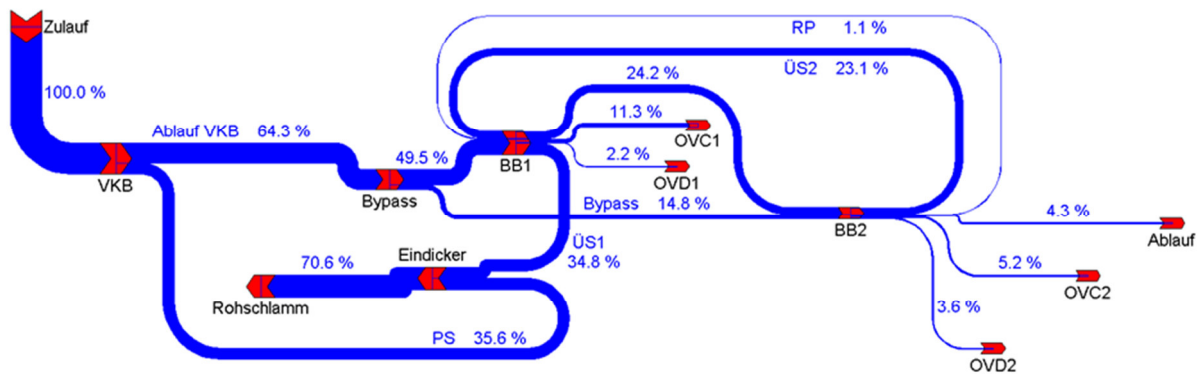 Zulauf
100.0 %
VKB
Ablauf VKB 64.3 %
Bypass
49.5 %
BB1
RP 1.1 %
ÜS2 23.1 %
24.2 %
11.3 %
OVC1
2.2 %
OVD1
Bypass 14.8 %
BB2
ÜS1
34.8 %
Eindicker
70.6 %
Rohschlamm
PS 35.6 %
4.3 %
Ablauf
5.2 %
OVC2
3.6 %
OVD2